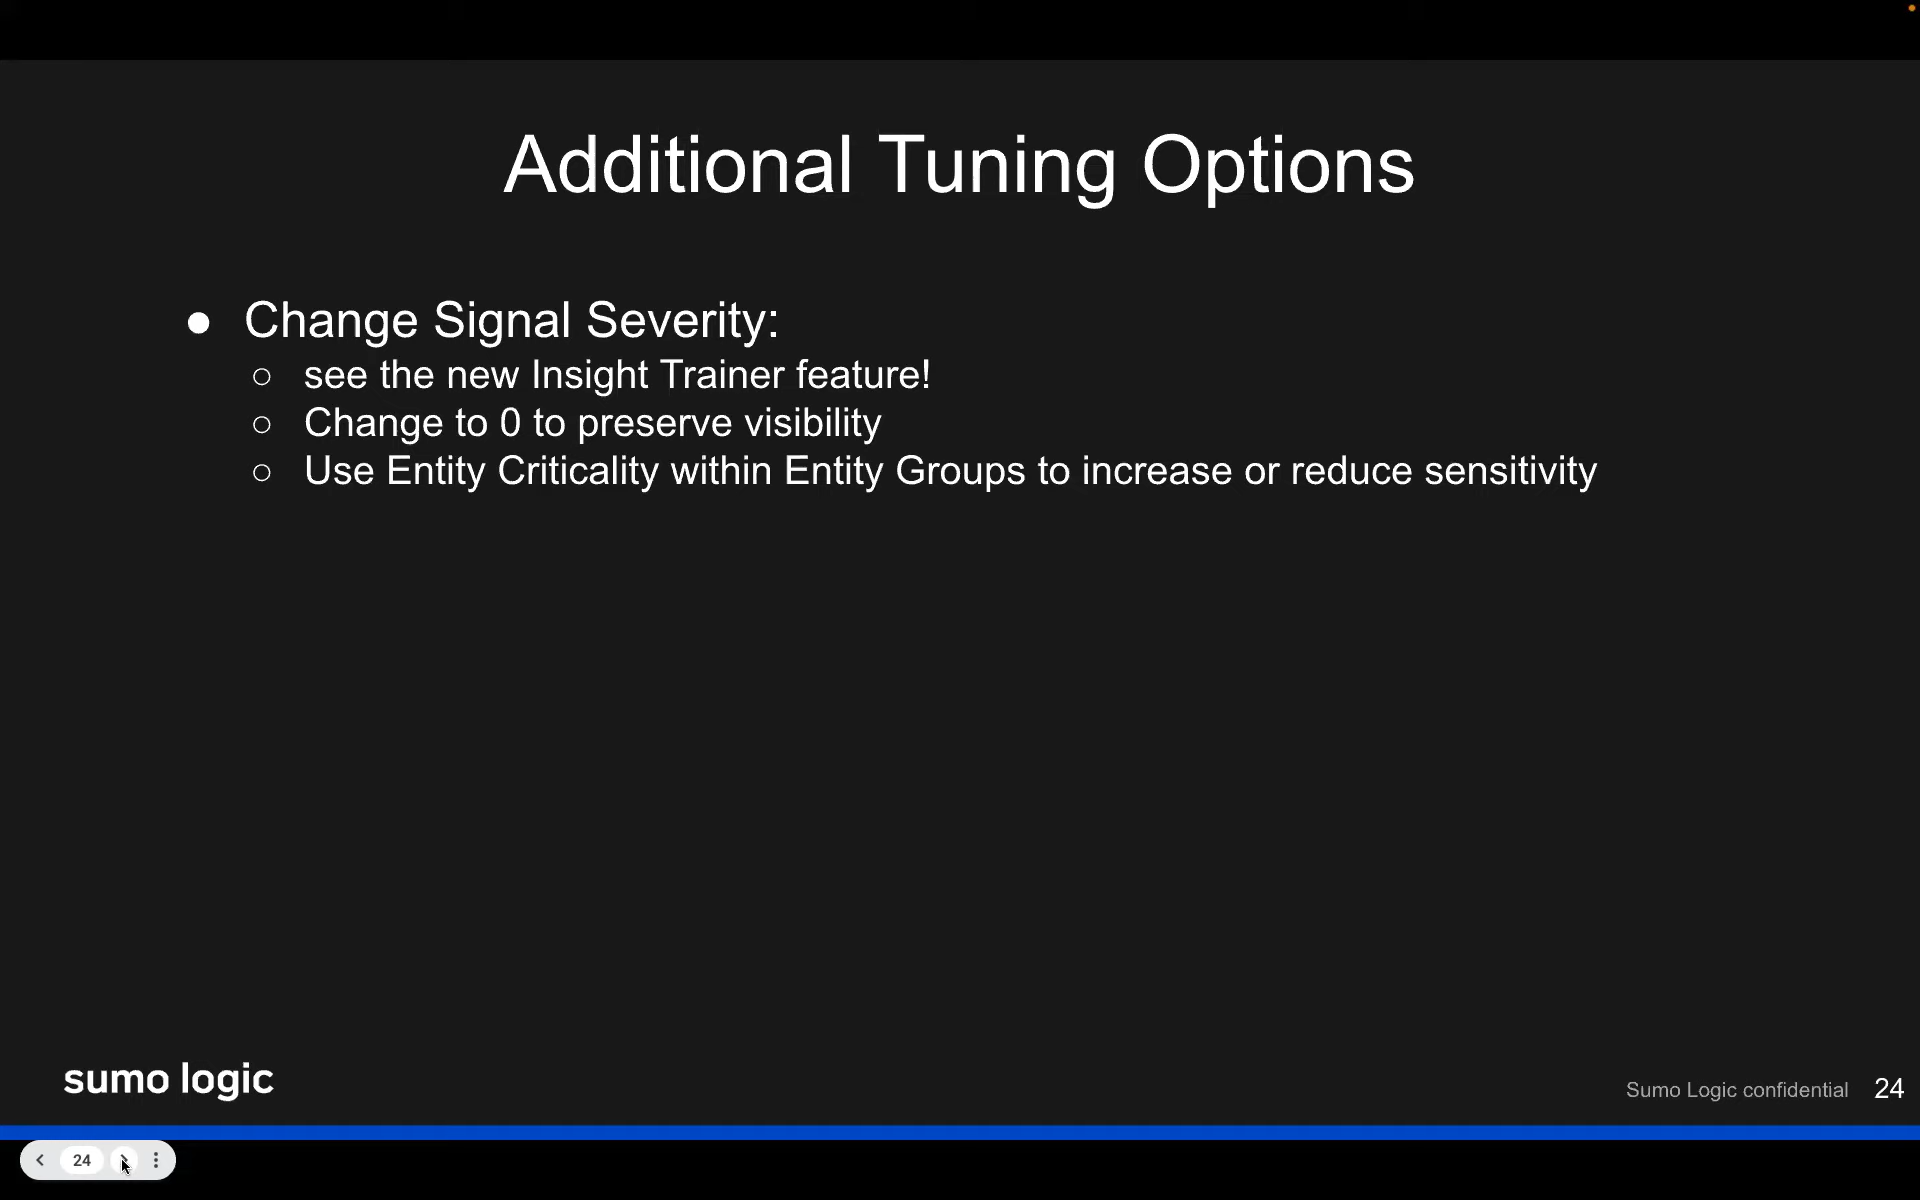 Additional Tuning Options
● Change Signal Severity:
○ see the new Insight Trainer feature!
○ Change to 0 to preserve visibility
○ Use Entity Criticality within Entity Groups to increase or reduce sensitivity
sumo logic
Sumo Logic confidential 24
24